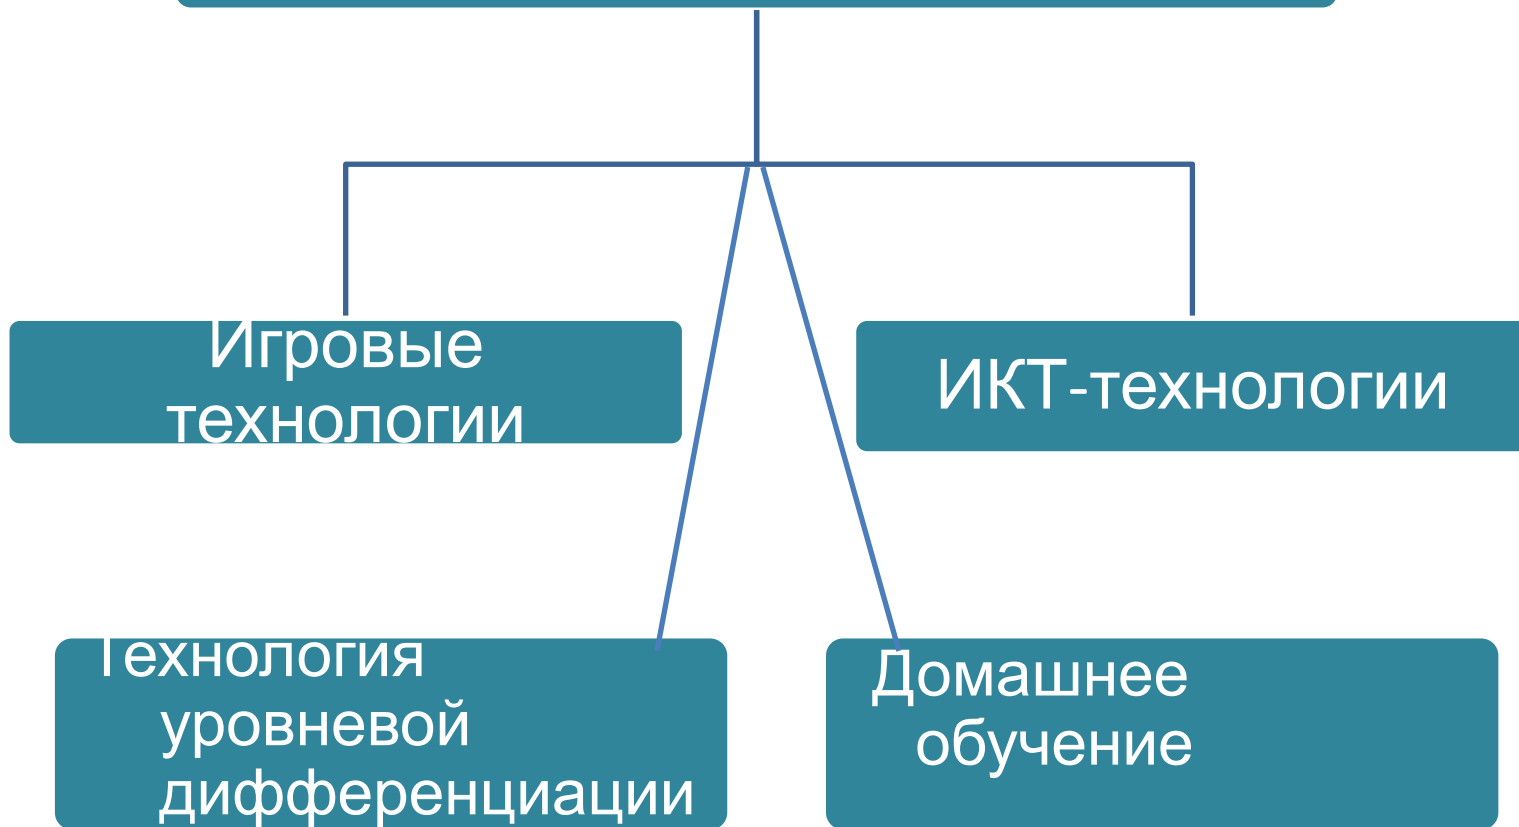 Игровые
технологии
ИКТ-технологии
Технология
уровневой
дифференциации
Домашнее
обучение